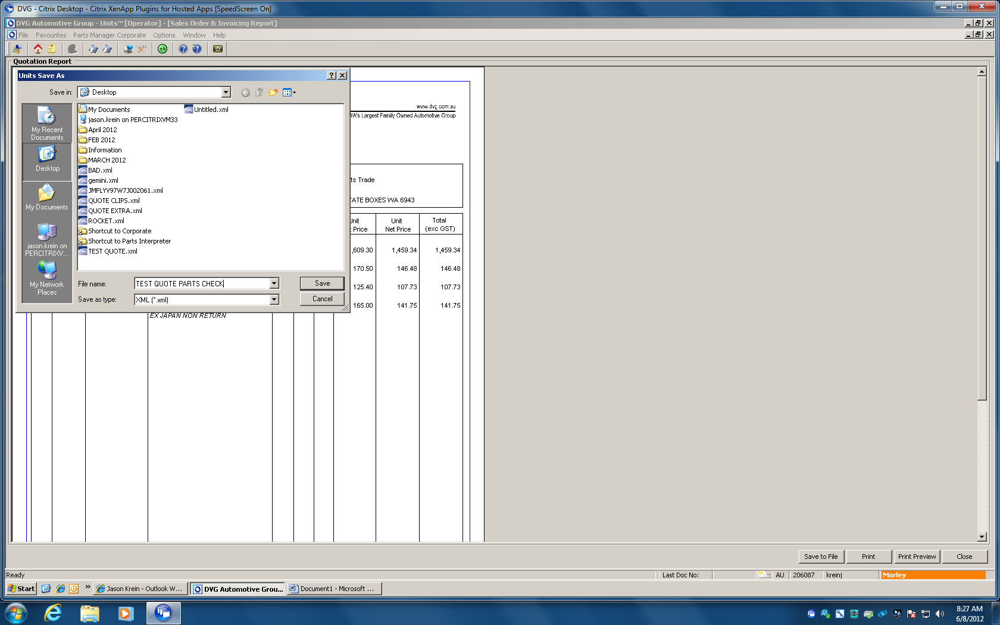 DVG - Citrix Desktop - Citrix XenApp Plugins for Hosted Apps [SpeedScreen On]
DVG Automotive Group - Units™ [Operator] - [Sales Order & Invoicing Report]
File Favourites Parts Manager Corporate Options Window Help
Quotation Report
Units Save As
Save in: Desktop
My Recent Documents
Desktop
My Documents
jason.krein on PERCITRIXV...
My Network Places
My Documents
jason.krein on PERCITRIXVM33
April 2012
FEB 2012
Information
MARCH 2012
BAD.xml
gemini.xml
JMFLYV97W7J002061.xml
QUOTE CLIPS.xml
QUOTE EXTRA.xml
ROCKET.xml
Shortcut to Corporate
Shortcut to Parts Interpreter
TEST QUOTE.xml
Untitled.xml
File name: TEST QUOTE PARTS CHECK Save
Save as type: XML (*.xml) Cancel
www.dvg.com.au
WA's Largest Family Owned Automotive Group
ts Trade
ATE BOXES WA 6943
Unit Unit Total
Price Net Price (exc GST)
,609.30 1,459.34 1,459.34
170.50 146.48 146.48
125.40 107.73 107.73
165.00 141.75 141.75
EX JAPAN NON RETURN
Save to File Print Print Preview Close
Ready Last Doc No: AU 206087 kreinj Morley
Start » Jason Krein - Outlook W... DVG Automotive Grou... Document1 - Microsoft ...
8:27 AM
6/8/2012